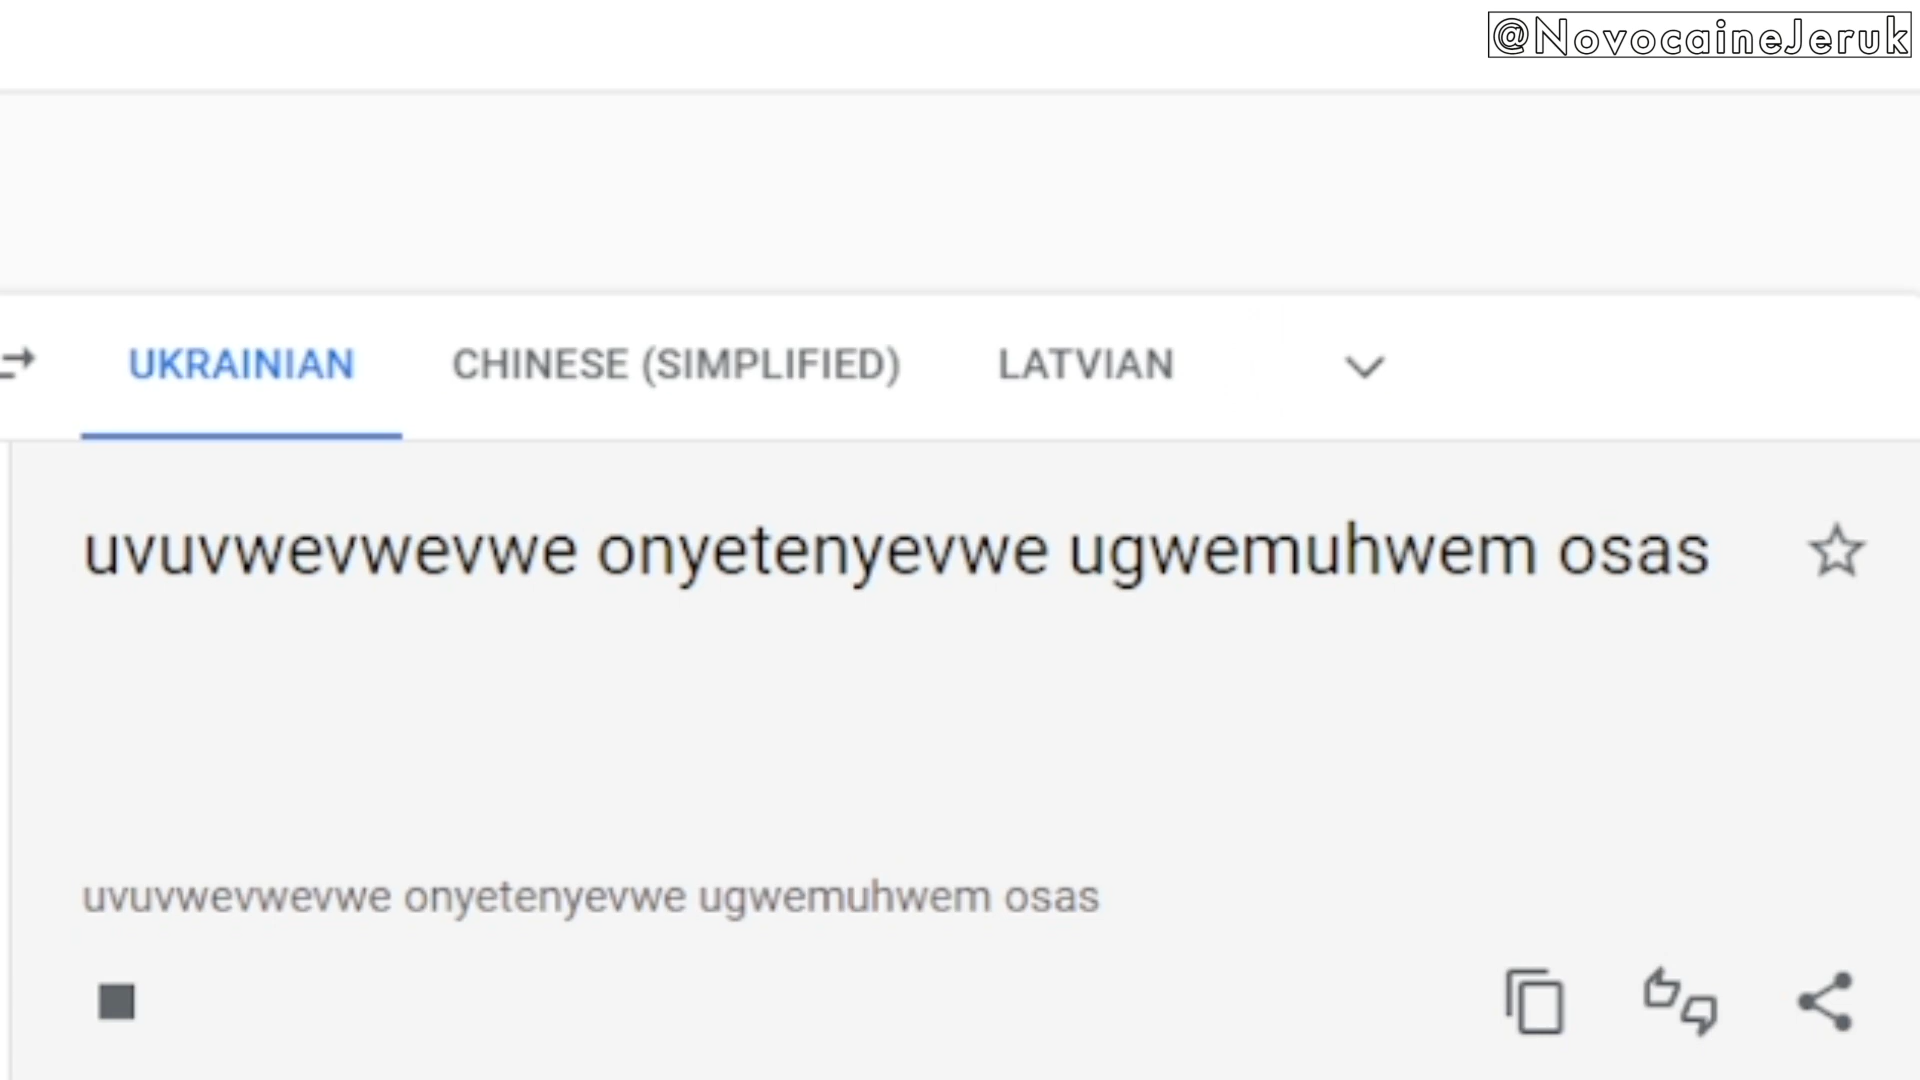 @NovocaineJeruk
UKRAINIAN CHINESE (SIMPLIFIED) LATVIAN
uvuvwevwevwe onyetenyevwe ugwemuhwem osas
uvuvwevwevwe onyetenyevwe ugwemuhwem osas